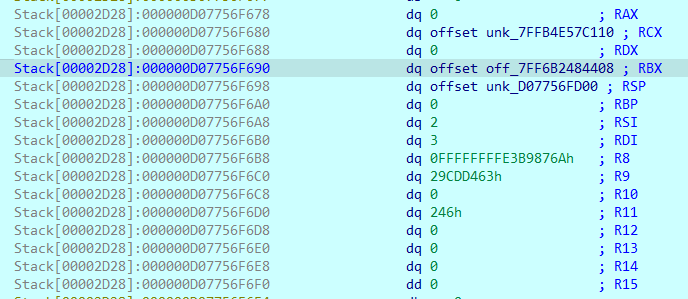 Stack[00002D28]:000000D07756F678 dq 0 ; RAX
Stack[00002D28]:000000D07756F680 dq offset unk_7FFB4E57C110 ; RCX
Stack[00002D28]:000000D07756F688 dq 0 ; RDX
Stack[00002D28]:000000D07756F690 dq offset off_7FF6B2484408 ; RBX
Stack[00002D28]:000000D07756F698 dq offset unk_D07756FD00 ; RSP
Stack[00002D28]:000000D07756F6A0 dq 0 ; RBP
Stack[00002D28]:000000D07756F6A8 dq 2 ; RSI
Stack[00002D28]:000000D07756F6B0 dq 3 ; RDI
Stack[00002D28]:000000D07756F6B8 dq 0FFFFFFFFE3B9876Ah ; R8
Stack[00002D28]:000000D07756F6C0 dq 29CDD463h ; R9
Stack[00002D28]:000000D07756F6C8 dq 0 ; R10
Stack[00002D28]:000000D07756F6D0 dq 246h ; R11
Stack[00002D28]:000000D07756F6D8 dq 0 ; R12
Stack[00002D28]:000000D07756F6E0 dq 0 ; R13
Stack[00002D28]:000000D07756F6E8 dq 0 ; R14
Stack[00002D28]:000000D07756F6F0 dd 0 ; R15